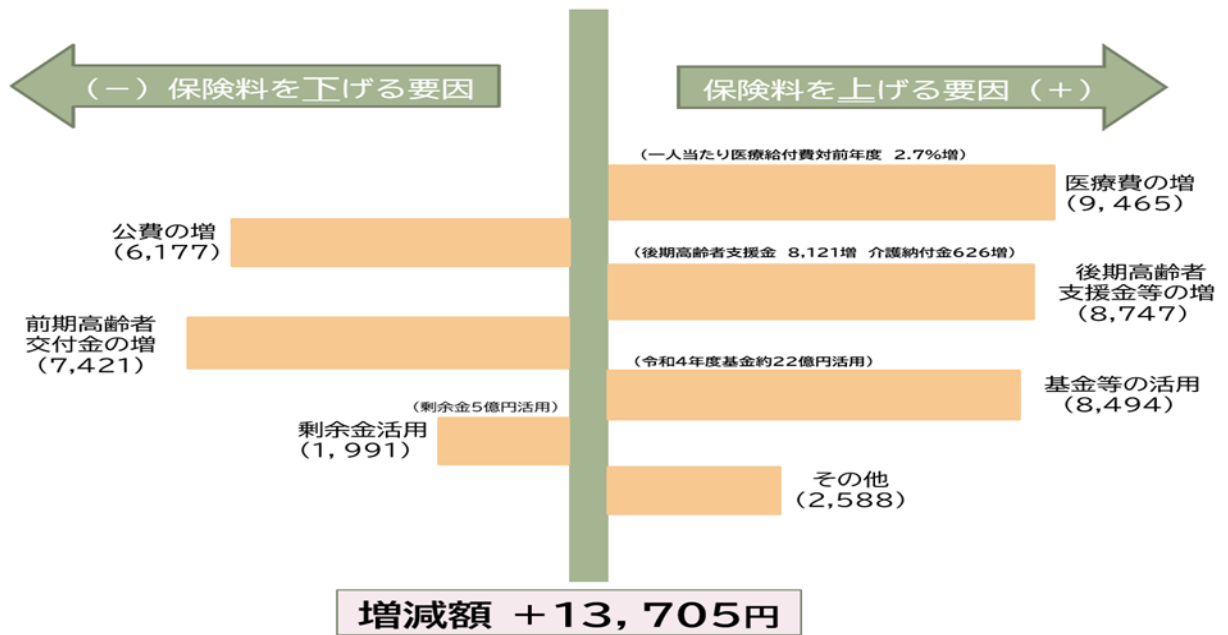 （－）保険料を下げる要因
保険料を上げる要因（＋）
（一人当たり医療給付費対前年度 2.7%増）
医療費の増
（9，465）
公費の増
（6,177）
（後期高齢者支援金 8,121増 介護納付金626増）
後期高齢者
支援金等の増
（8,747）
前期高齢者
交付金の増
（7,421）
（令和4年度基金約22億円活用）
基金等の活用
（8,494）
（剰余金5億円活用）
剰余金活用
（1，991）
その他
（2,588）
増減額 ＋13，705円